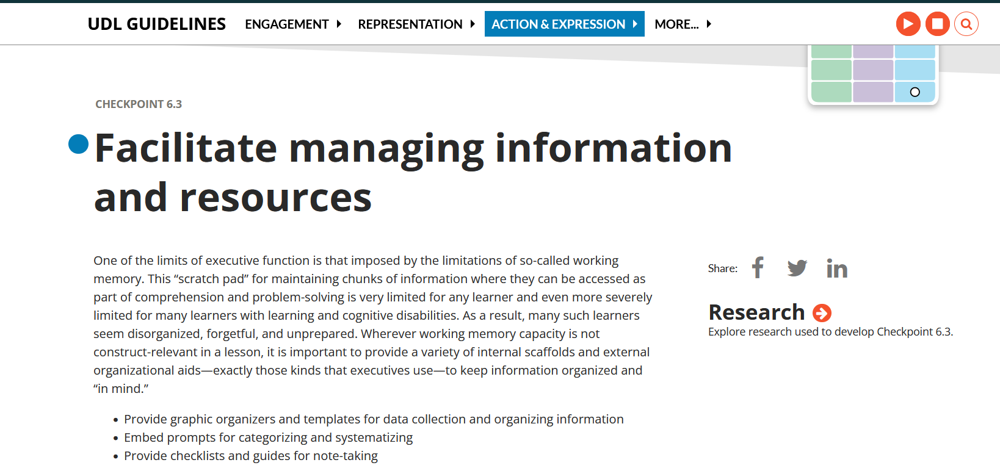 UDL GUIDELINES ENGAGEMENT REPRESENTATION ACTION & EXPRESSION MORE...
CHECKPOINT 6.3
Facilitate managing information
and resources
One of the limits of executive function is that imposed by the limitations of so-called working
memory. This “scratch pad” for maintaining chunks of information where they can be accessed as
part of comprehension and problem-solving is very limited for any learner and even more severely
limited for many learners with learning and cognitive disabilities. As a result, many such learners
seem disorganized, forgetful, and unprepared. Wherever working memory capacity is not
construct-relevant in a lesson, it is important to provide a variety of internal scaffolds and external
organizational aids—exactly those kinds that executives use—to keep information organized and
“in mind.”
• Provide graphic organizers and templates for data collection and organizing information
• Embed prompts for categorizing and systematizing
• Provide checklists and guides for note-taking
Share: f in
Research
Explore research used to develop Checkpoint 6.3.